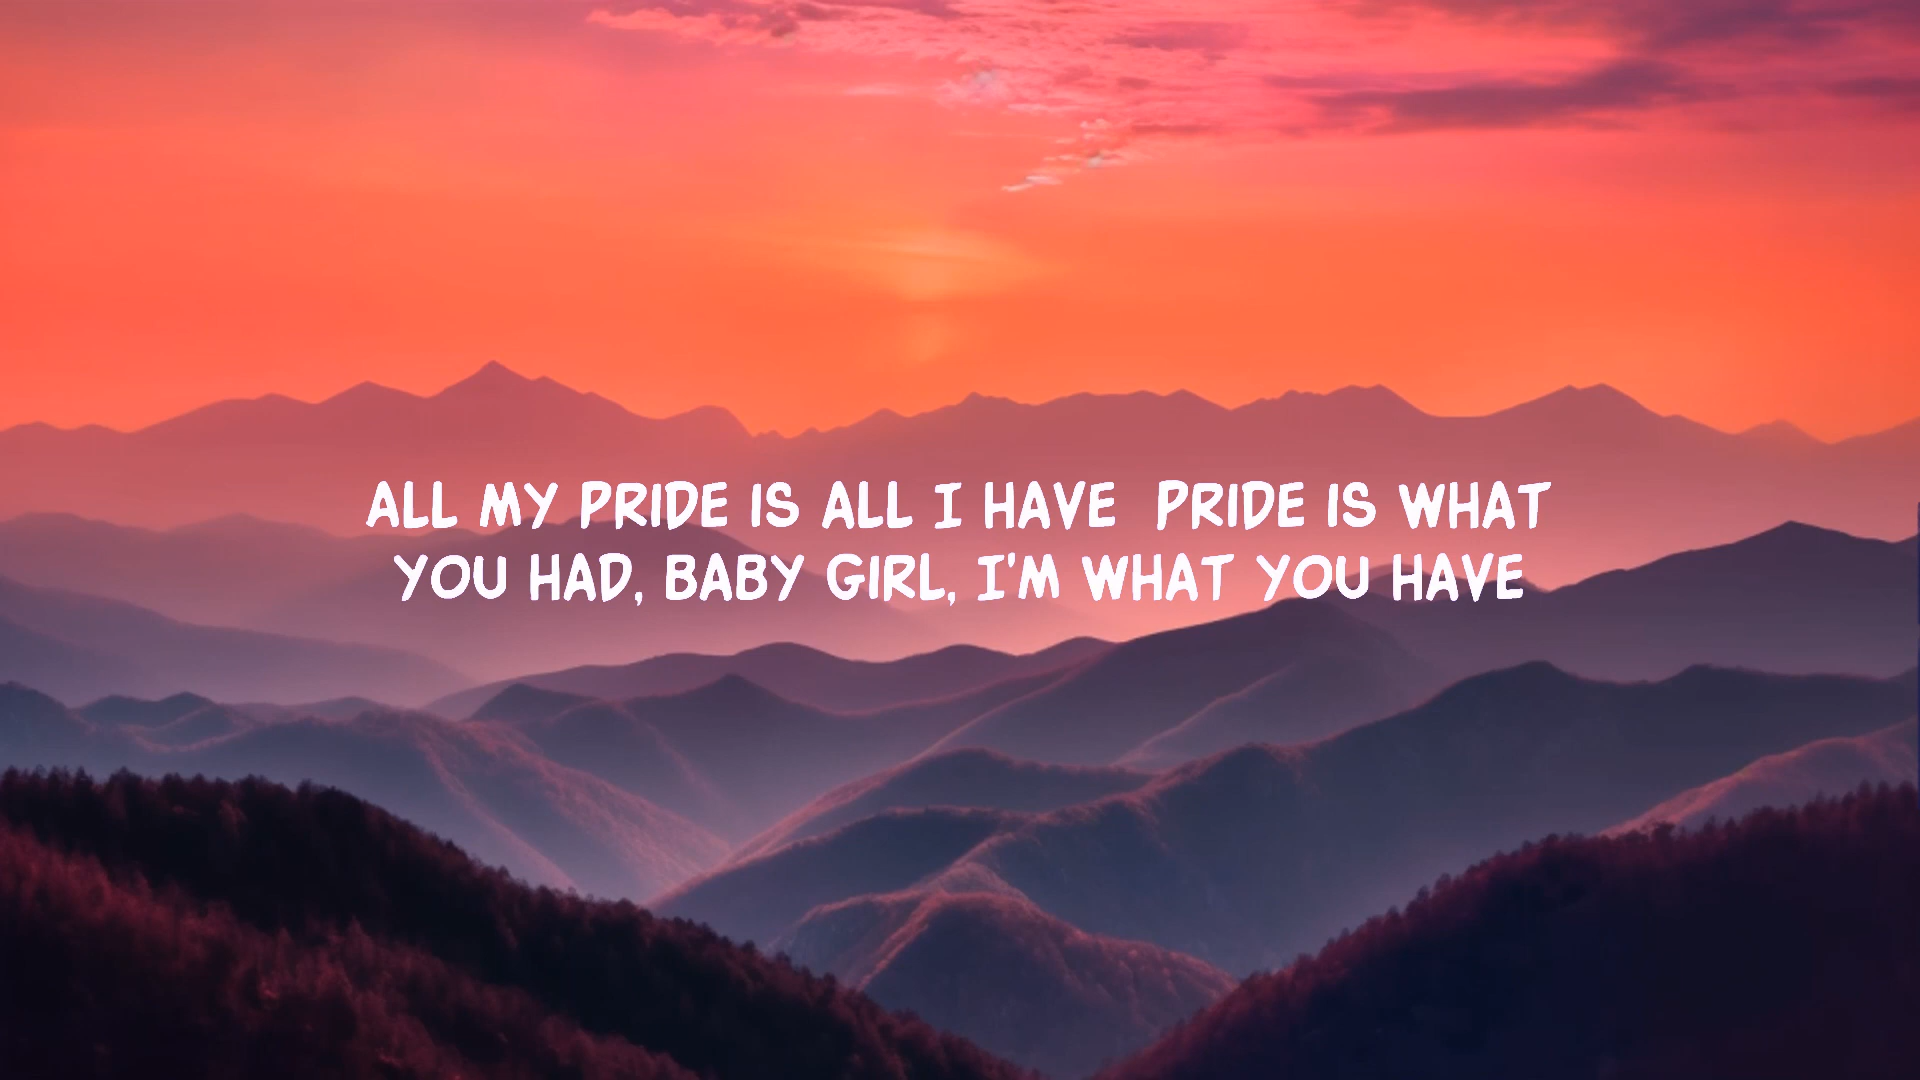 ALL MY PRIDE IS ALL I HAVE  PRIDE IS WHAT
YOU HAD, BABY GIRL, I'M WHAT YOU HAVE